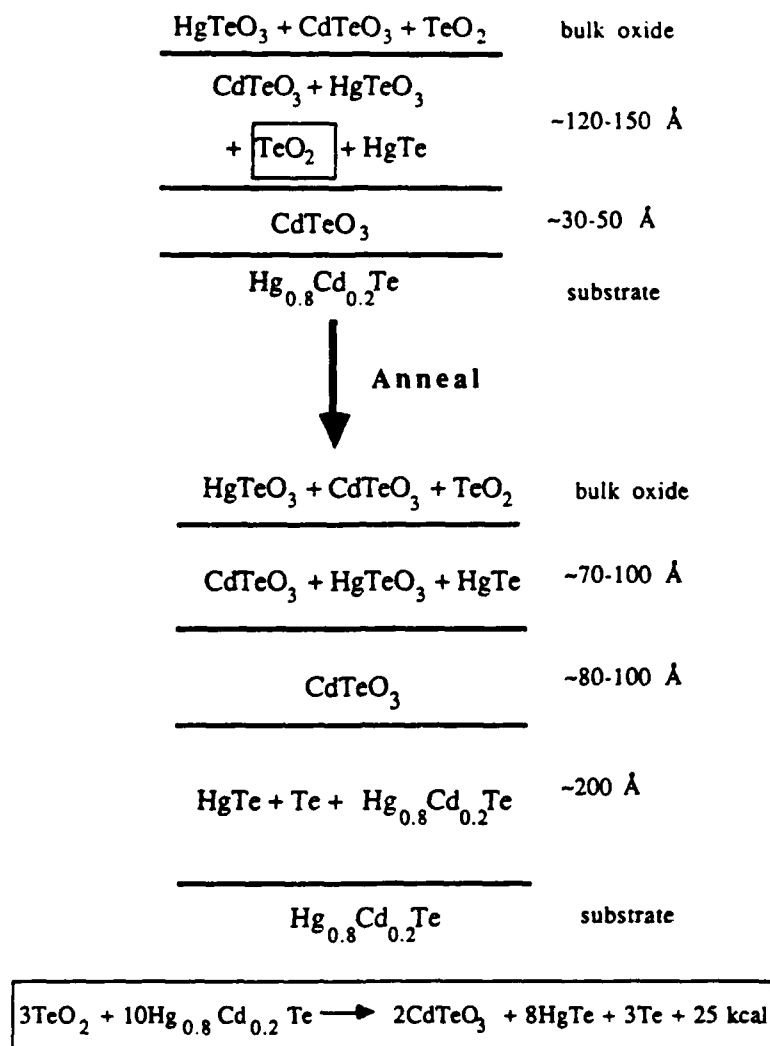 HgTeO₃ + CdTeO₃ + TeO₂ bulk oxide
CdTeO₃ + HgTeO₃
~120-150 Å
+ TeO₂ + HgTe
CdTeO₃ ~30-50 Å
Hg₀.₈Cd₀.₂Te substrate
Anneal
HgTeO₃ + CdTeO₃ + TeO₂ bulk oxide
CdTeO₃ + HgTeO₃ + HgTe ~70-100 Å
CdTeO₃ ~80-100 Å
HgTe + Te + Hg₀.₈Cd₀.₂Te ~200 Å
Hg₀.₈Cd₀.₂Te substrate
3TeO₂ + 10Hg₀.₈Cd₀.₂Te ⟶ 2CdTeO₃ + 8HgTe + 3Te + 25 kcal